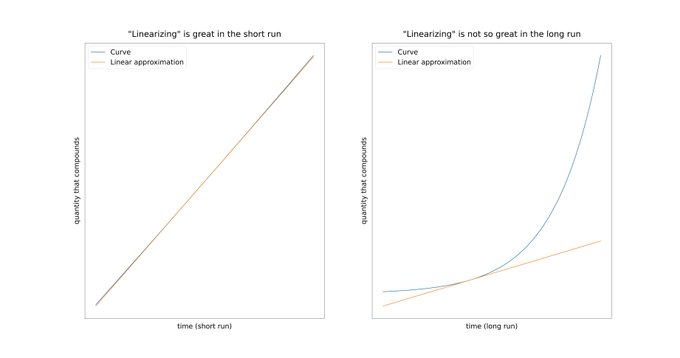 "Linearizing" is great in the short run
Curve
Linear approximation
quantity that compounds
time (short run)
"Linearizing" is not so great in the long run
Curve
Linear approximation
quantity that compounds
time (long run)